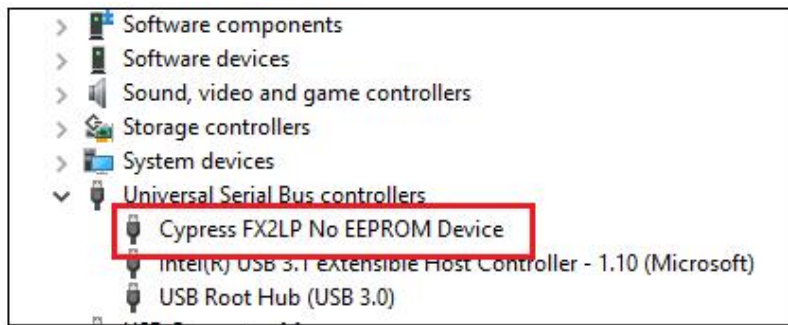 Software components
Software devices
Sound, video and game controllers
Storage controllers
System devices
Universal Serial Bus controllers
Cypress FX2LP No EEPROM Device
Intel(R) USB 3.1 eXtensible Host Controller - 1.10 (Microsoft)
USB Root Hub (USB 3.0)